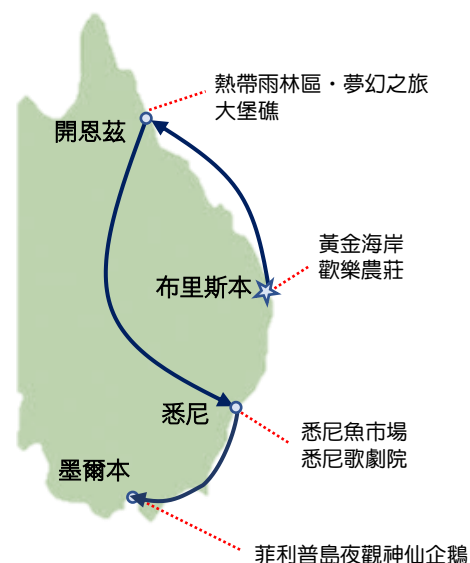 熱帶雨林區・夢幻之旅
大堡礁
開恩茲
黃金海岸
歡樂農莊
布里斯本
悉尼
悉尼魚市場
悉尼歌劇院
墨爾本
菲利普島夜觀神仙企鵝